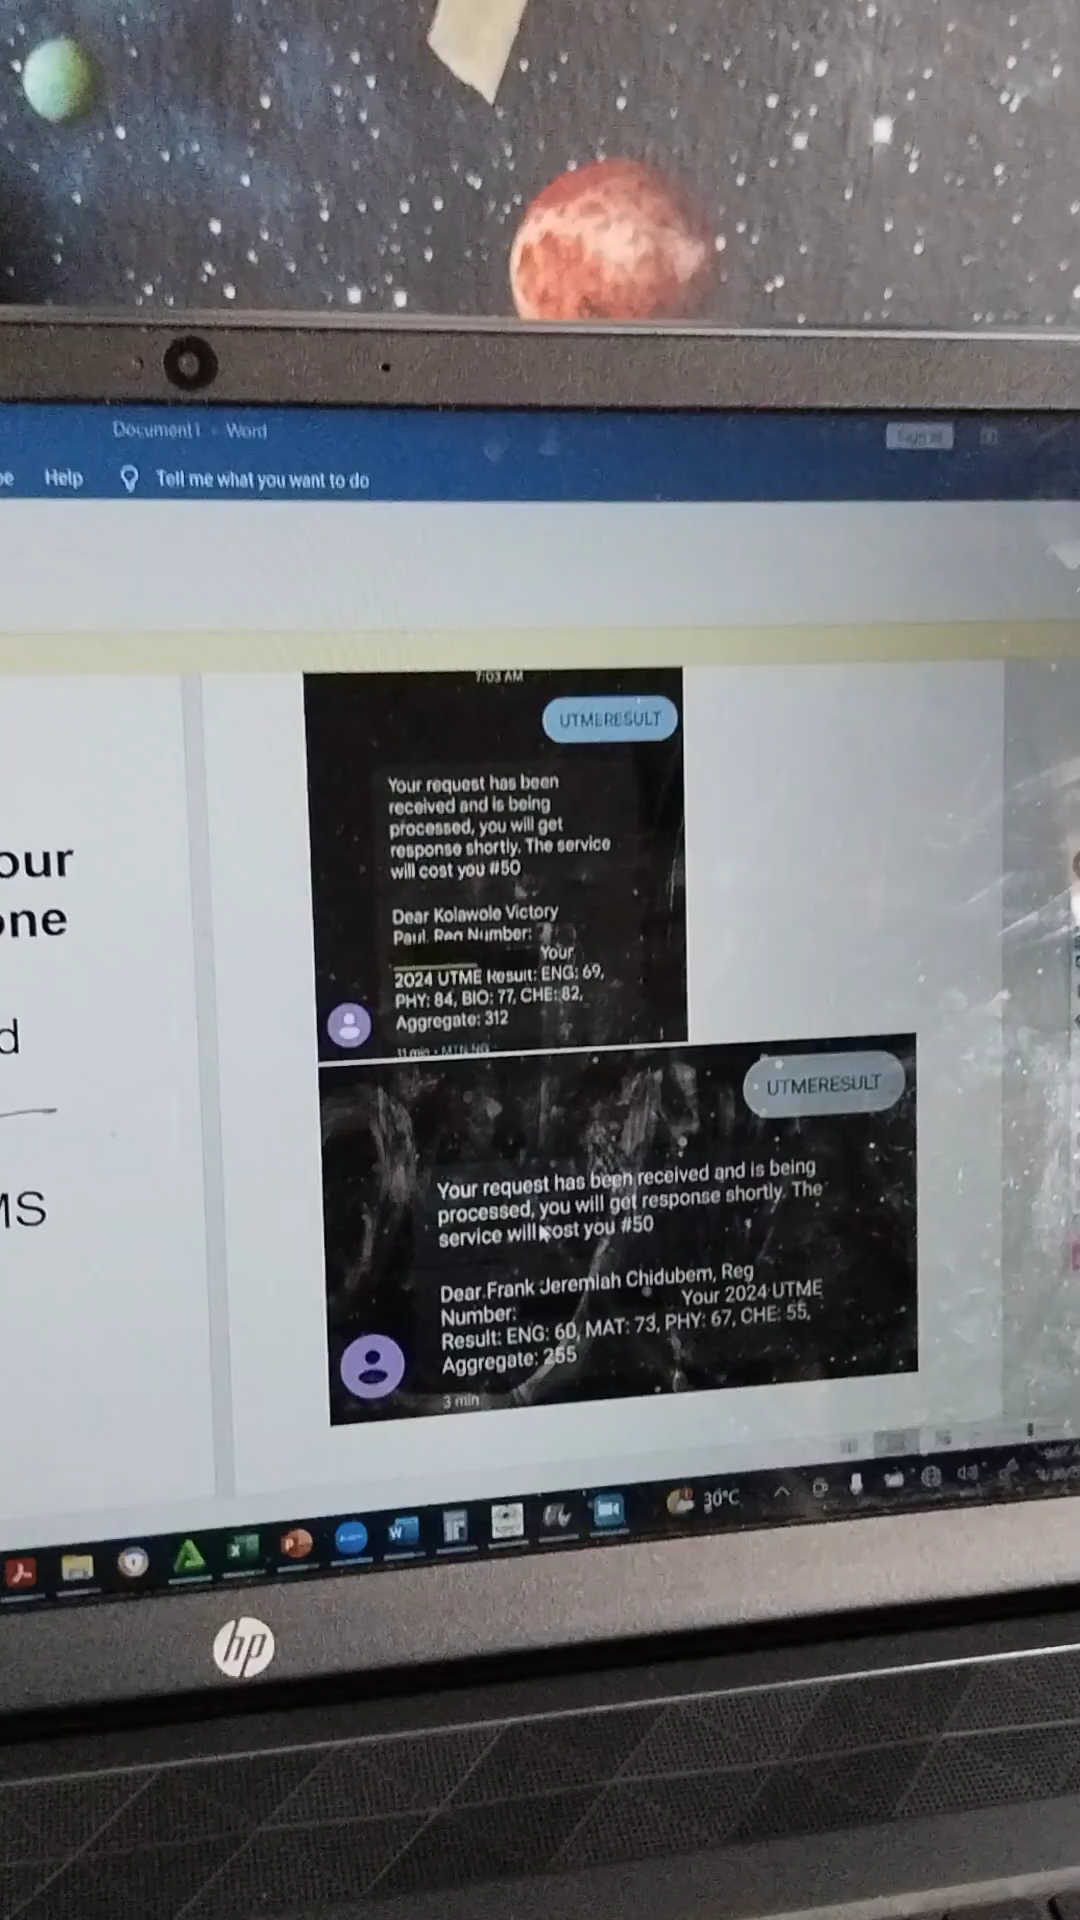 Document1 - Word
Sign in
Help
Tell me what you want to do
our
one
d
MS
7:03 AM
UTMERESULT
Your request has been
received and is being
processed, you will get
response shortly. The service
will cost you #50
Dear Kolawole Victory
Paul, Reg Number:
Your
2024 UTME Result: ENG: 69,
PHY: 84, BIO: 77, CHE: 82,
Aggregate: 312
11 min • MTN NG
UTMERESULT
Your request has been received and is being
processed, you will get response shortly. The
service will cost you #50
Dear Frank Jeremiah Chidubem, Reg
Number:
Your 2024 UTME
Result: ENG: 60, MAT: 73, PHY: 67, CHE: 55,
Aggregate: 255
3 min
30°C
hp